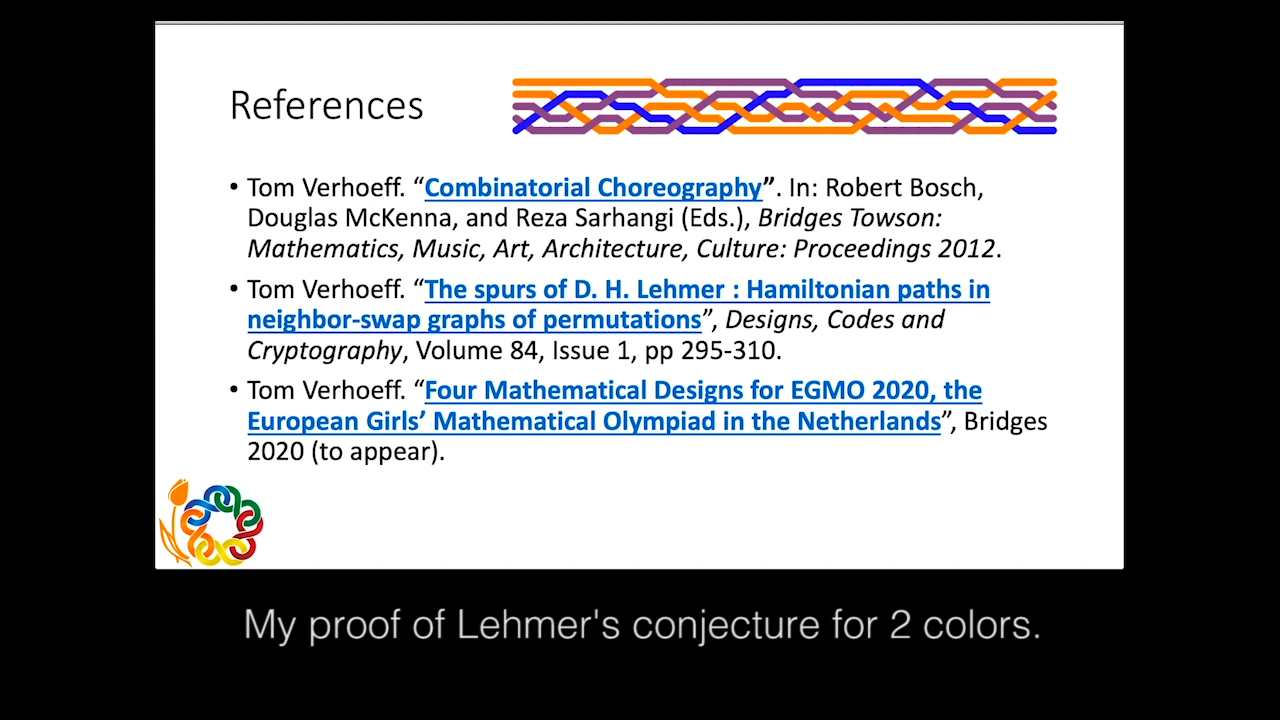 References
• Tom Verhoeff. “Combinatorial Choreography”. In: Robert Bosch,
Douglas McKenna, and Reza Sarhangi (Eds.), Bridges Towson:
Mathematics, Music, Art, Architecture, Culture: Proceedings 2012.
• Tom Verhoeff. “The spurs of D. H. Lehmer : Hamiltonian paths in
neighbor-swap graphs of permutations”, Designs, Codes and
Cryptography, Volume 84, Issue 1, pp 295-310.
• Tom Verhoeff. “Four Mathematical Designs for EGMO 2020, the
European Girls’ Mathematical Olympiad in the Netherlands”, Bridges
2020 (to appear).
My proof of Lehmer's conjecture for 2 colors.